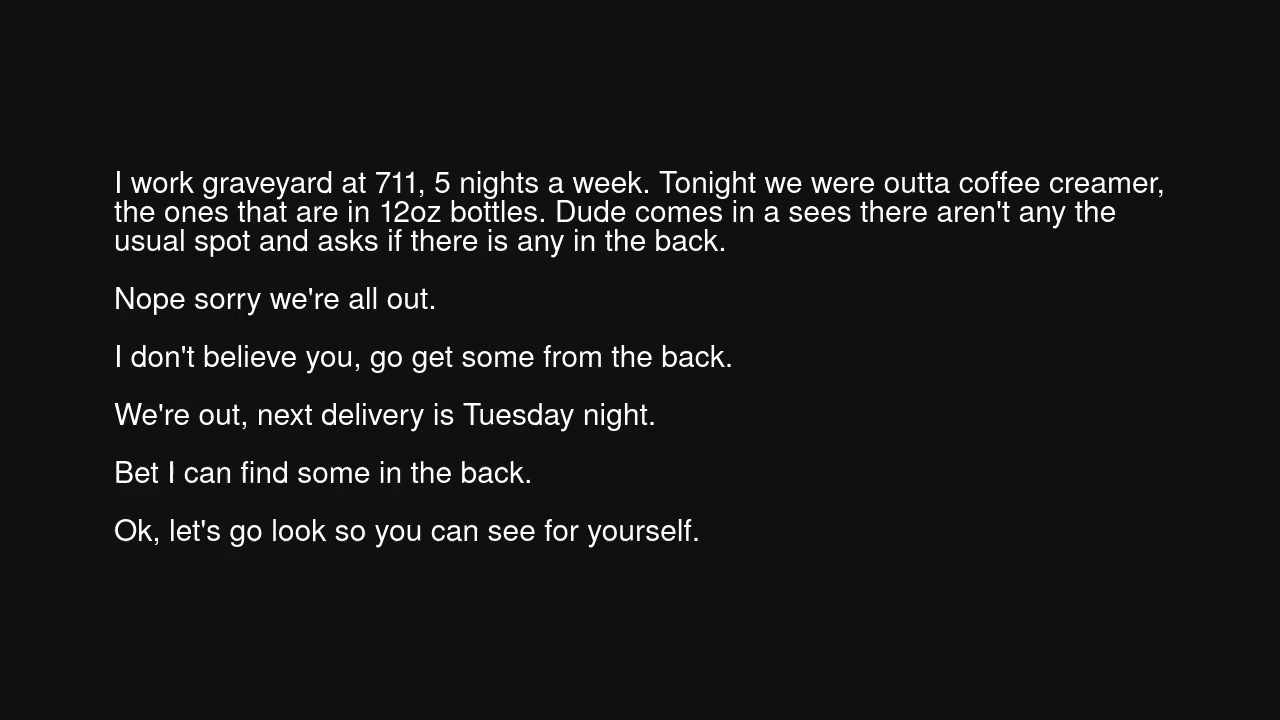 I work graveyard at 711, 5 nights a week. Tonight we were outta coffee creamer,
the ones that are in 12oz bottles. Dude comes in a sees there aren't any the
usual spot and asks if there is any in the back.
Nope sorry we're all out.
I don't believe you, go get some from the back.
We're out, next delivery is Tuesday night.
Bet I can find some in the back.
Ok, let's go look so you can see for yourself.